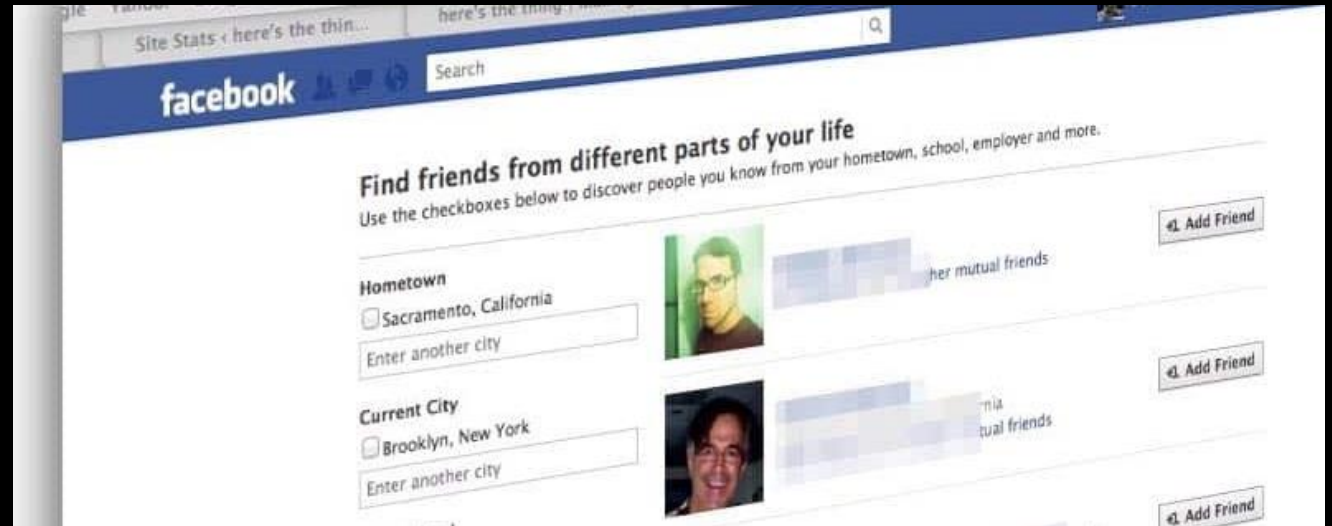 Site Stats ‹ here's the thin...
here's the thing
facebook
Search
Find friends from different parts of your life
Use the checkboxes below to discover people you know from your hometown, school, employer and more.
Hometown
Sacramento, California
Enter another city
Current City
Brooklyn, New York
Enter another city
her mutual friends
Add Friend
nia
tual friends
Add Friend
Add Friend